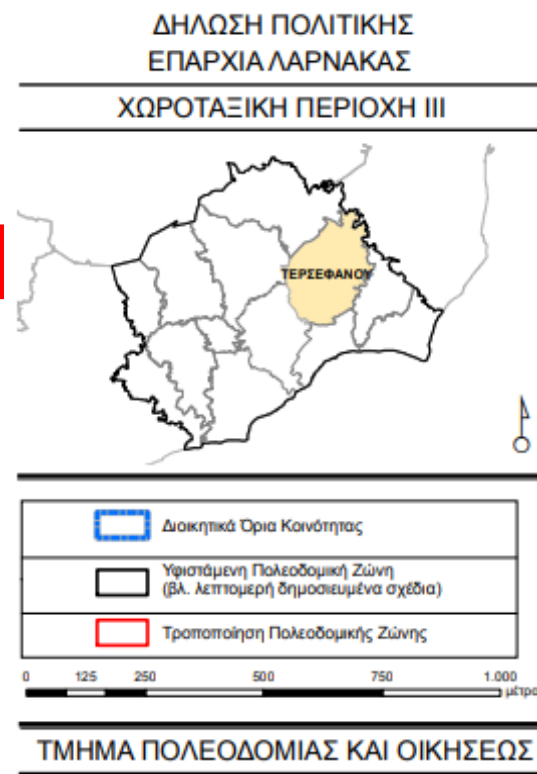 ΔΗΛΩΣΗ ΠΟΛΙΤΙΚΗΣ
ΕΠΑΡΧΙΑ ΛΑΡΝΑΚΑΣ
ΧΩΡΟΤΑΞΙΚΗ ΠΕΡΙΟΧΗ ΙΙΙ
ΤΕΡΣΕΦΑΝΟΥ
Διοικητικά Όρια Κοινότητας
Υφιστάμενη Πολεοδομική Ζώνη
(βλ. λεπτομερή δημοσιευμένα σχέδια)
Τροποποίηση Πολεοδομικής Ζώνης
0 125 250 500 750 1.000
μέτρα
ΤΜΗΜΑ ΠΟΛΕΟΔΟΜΙΑΣ ΚΑΙ ΟΙΚΗΣΕΩΣ